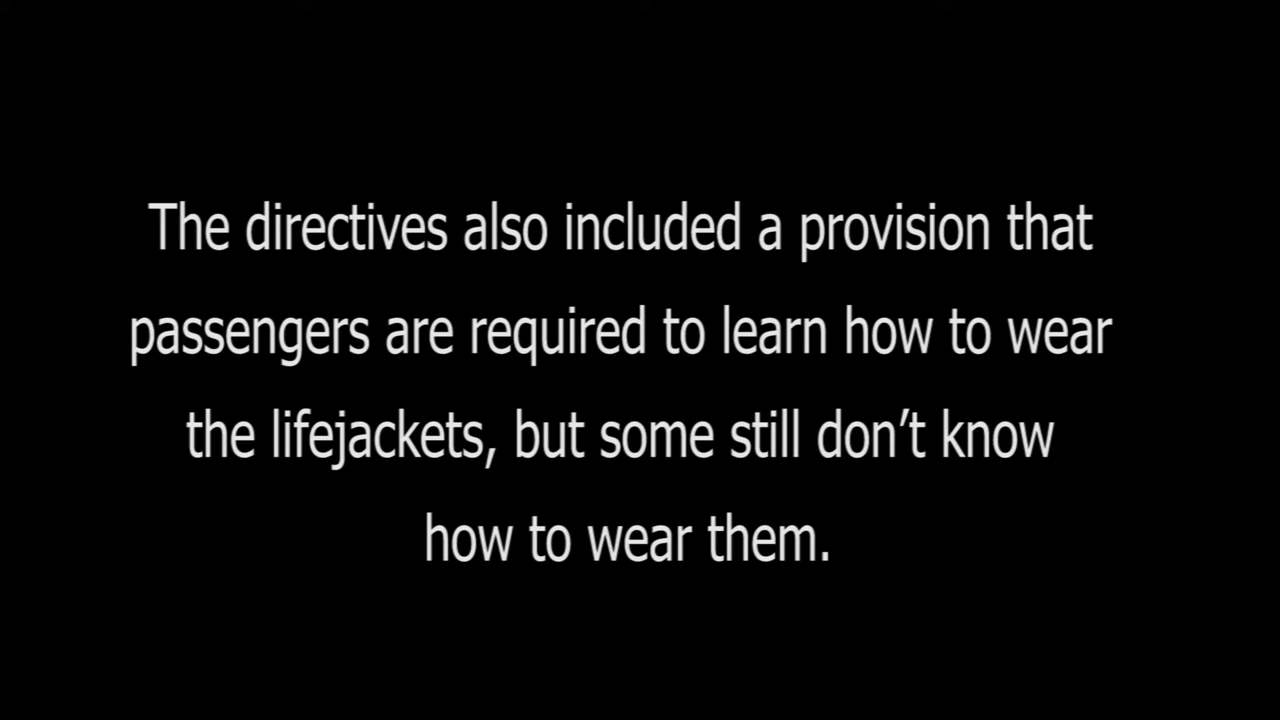 The directives also included a provision that
passengers are required to learn how to wear
the lifejackets, but some still don’t know
how to wear them.